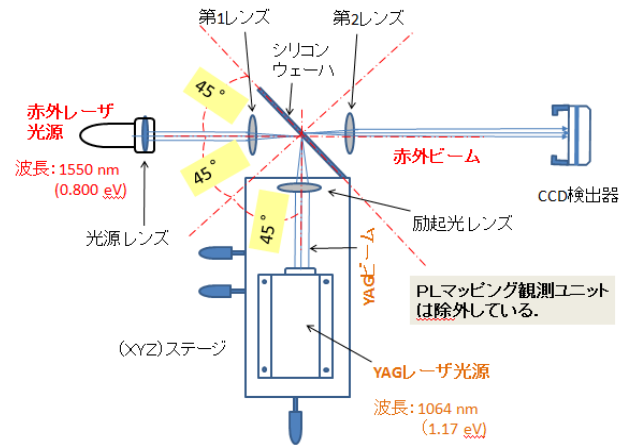 第1レンズ
第2レンズ
シリコン
ウェーハ
45°
赤外レーザ
光源
赤外ビーム
波長:1550 nm
(0.800 eV)
45°
CCD検出器
光源レンズ
45°
励起光レンズ
YAGビーム
PLマッピング観測ユニット
は除外している.
(XYZ)ステージ
YAGレーザ光源
波長:1064 nm
(1.17 eV)